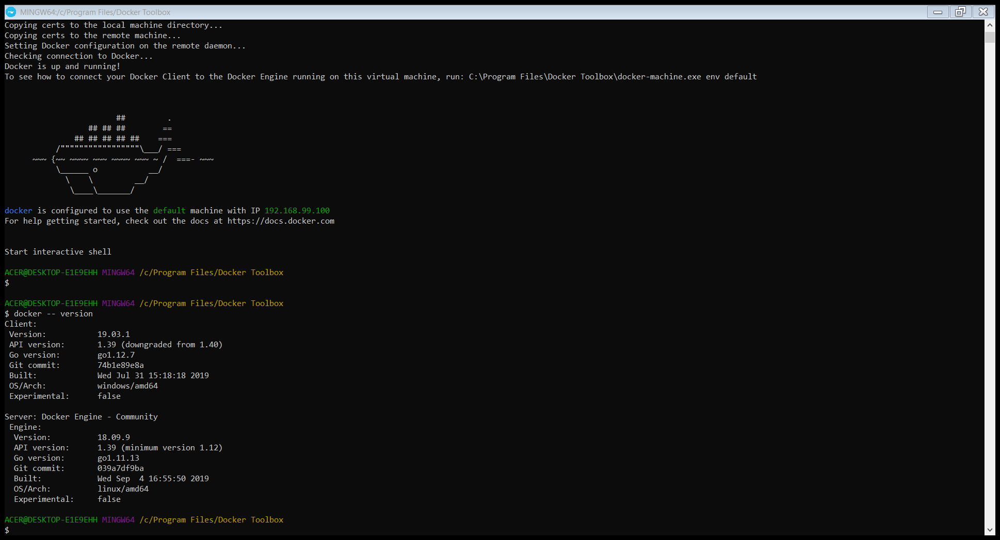 MINGW64:/c/Program Files/Docker Toolbox
Copying certs to the local machine directory...
Copying certs to the remote machine...
Setting Docker configuration on the remote daemon...
Checking connection to Docker...
Docker is up and running!
To see how to connect your Docker Client to the Docker Engine running on this virtual machine, run: C:\Program Files\Docker Toolbox\docker-machine.exe env default
                        ##         .
                  ## ## ##        ==
               ## ## ## ## ##    ===
           /"""""""""""""""""\___/ ===
      ~~~ {~~ ~~~~ ~~~ ~~~~ ~~~ ~ /  ===- ~~~
           \______ o           __/
             \    \         __/
              \____\_______/
docker is configured to use the default machine with IP 192.168.99.100
For help getting started, check out the docs at https://docs.docker.com
Start interactive shell
ACER@DESKTOP-E1E9EHH MINGW64 /c/Program Files/Docker Toolbox
$
ACER@DESKTOP-E1E9EHH MINGW64 /c/Program Files/Docker Toolbox
$ docker -- version
Client:
 Version:           19.03.1
 API version:       1.39 (downgraded from 1.40)
 Go version:        go1.12.7
 Git commit:        74b1e89e8a
 Built:             Wed Jul 31 15:18:18 2019
 OS/Arch:           windows/amd64
 Experimental:      false
Server: Docker Engine - Community
 Engine:
  Version:          18.09.9
  API version:      1.39 (minimum version 1.12)
  Go version:       go1.11.13
  Git commit:       039a7df9ba
  Built:            Wed Sep  4 16:55:50 2019
  OS/Arch:          linux/amd64
  Experimental:     false
ACER@DESKTOP-E1E9EHH MINGW64 /c/Program Files/Docker Toolbox
$